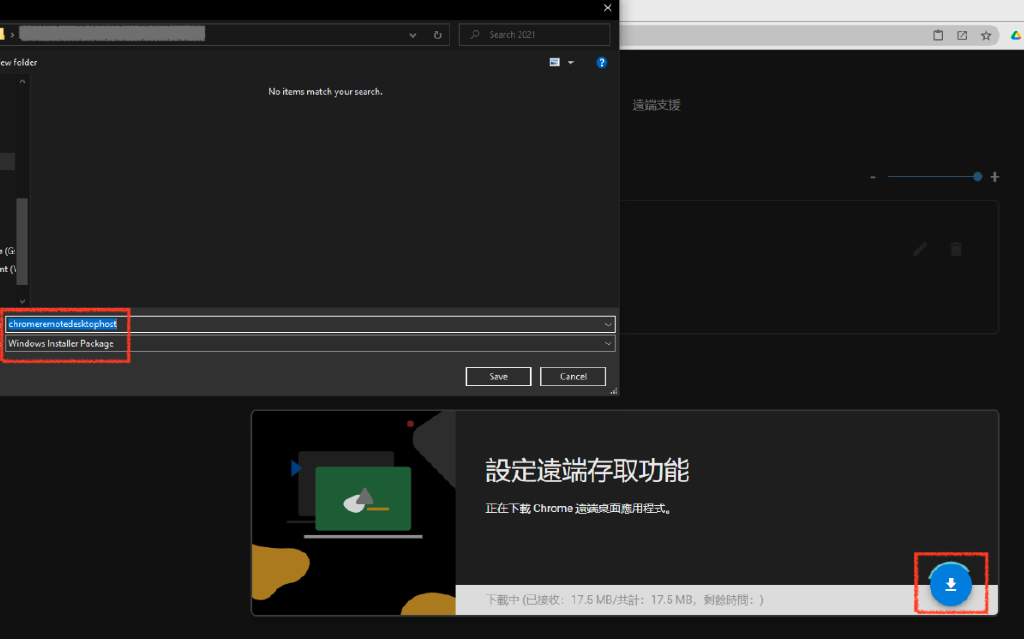 Search 2021
ew folder
No items match your search.
遠端支援
-
+
e (G:
nt (V
chromeremotedesktophost
Windows Installer Package
Save
Cancel
設定遠端存取功能
正在下載 Chrome 遠端桌面應用程式。
下載中 (已接收：17.5 MB/共計：17.5 MB，剩餘時間：)